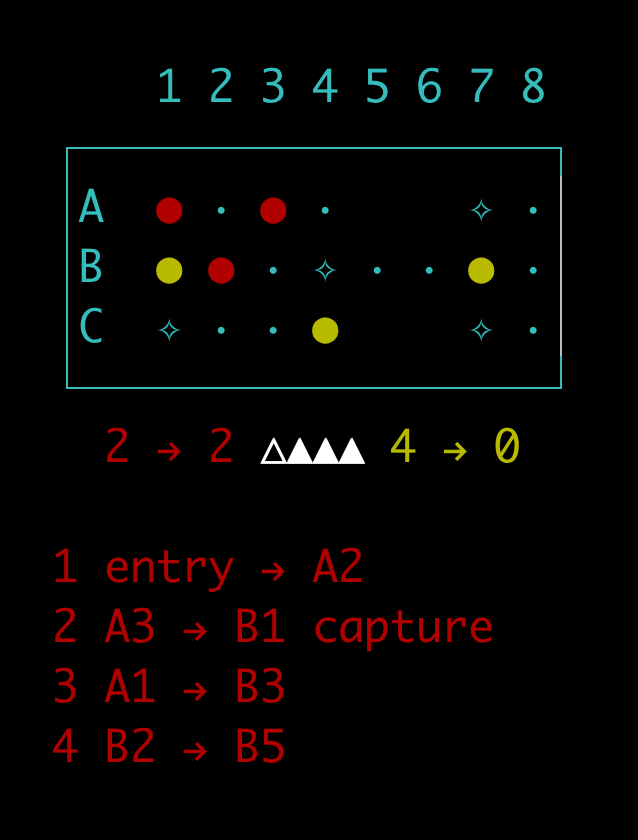 1 2 3 4 5 6 7 8
A ● · ● · ✧ ·
B ● ● · ✧ · · ● ·
C ✧ · · ● ✧ ·
2 → 2 △▲▲▲ 4 → 0
1 entry → A2
2 A3 → B1 capture
3 A1 → B3
4 B2 → B5